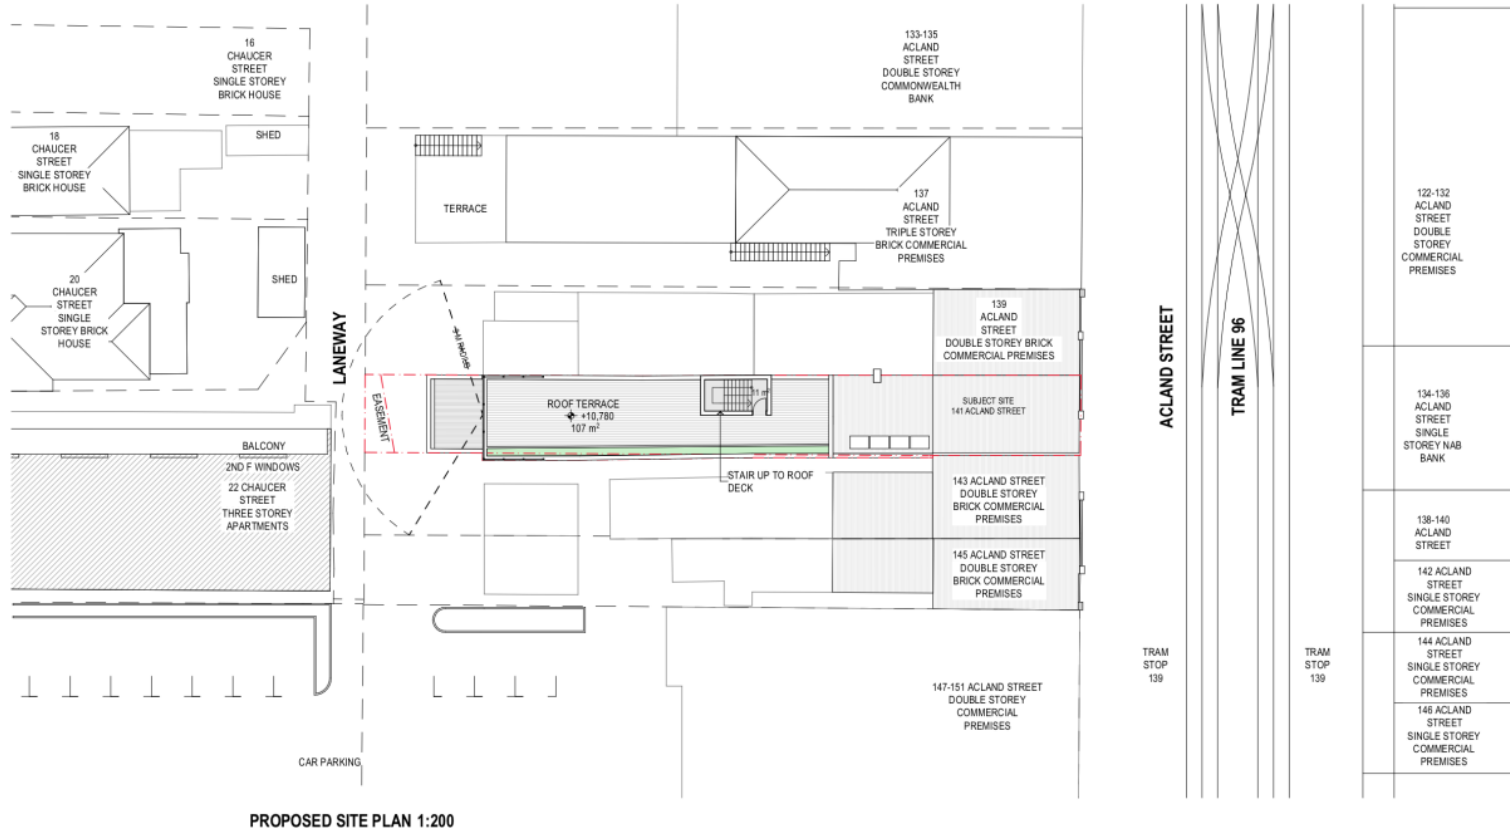 16
CHAUCER
STREET
SINGLE STOREY
BRICK HOUSE
SHED
18
CHAUCER
STREET
SINGLE STOREY
BRICK HOUSE
20
CHAUCER
STREET
SINGLE
STOREY BRICK
HOUSE
SHED
BALCONY
2ND F WINDOWS
22 CHAUCER
STREET
THREE STOREY
APARTMENTS
CAR PARKING
LANEWAY
EASEMENT
133-135
ACLAND
STREET
DOUBLE STOREY
COMMONWEALTH
BANK
TERRACE
137
ACLAND
STREET
TRIPLE STOREY
BRICK COMMERCIAL
PREMISES
139
ACLAND
STREET
DOUBLE STOREY BRICK
COMMERCIAL PREMISES
ROOF TERRACE
+10,780
107 m²
11 m²
SUBJECT SITE
141 ACLAND STREET
STAIR UP TO ROOF
DECK
143 ACLAND STREET
DOUBLE STOREY
BRICK COMMERCIAL
PREMISES
145 ACLAND STREET
DOUBLE STOREY
BRICK COMMERCIAL
PREMISES
147-151 ACLAND STREET
DOUBLE STOREY
COMMERCIAL
PREMISES
ACLAND STREET
TRAM LINE 96
TRAM
STOP
139
TRAM
STOP
139
122-132
ACLAND
STREET
DOUBLE
STOREY
COMMERCIAL
PREMISES
134-136
ACLAND
STREET
SINGLE
STOREY NAB
BANK
138-140
ACLAND
STREET
142 ACLAND
STREET
SINGLE STOREY
COMMERCIAL
PREMISES
144 ACLAND
STREET
SINGLE STOREY
COMMERCIAL
PREMISES
146 ACLAND
STREET
SINGLE STOREY
COMMERCIAL
PREMISES
PROPOSED SITE PLAN 1:200